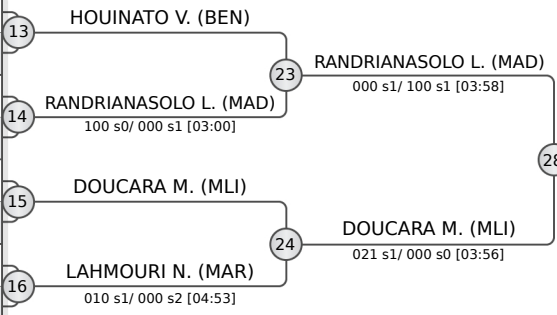 13
HOUINATO V. (BEN)
23
RANDRIANASOLO L. (MAD)
000 s1/ 100 s1 [03:58]
14
RANDRIANASOLO L. (MAD)
100 s0/ 000 s1 [03:00]
28
15
DOUCARA M. (MLI)
24
DOUCARA M. (MLI)
021 s1/ 000 s0 [03:56]
16
LAHMOURI N. (MAR)
010 s1/ 000 s2 [04:53]